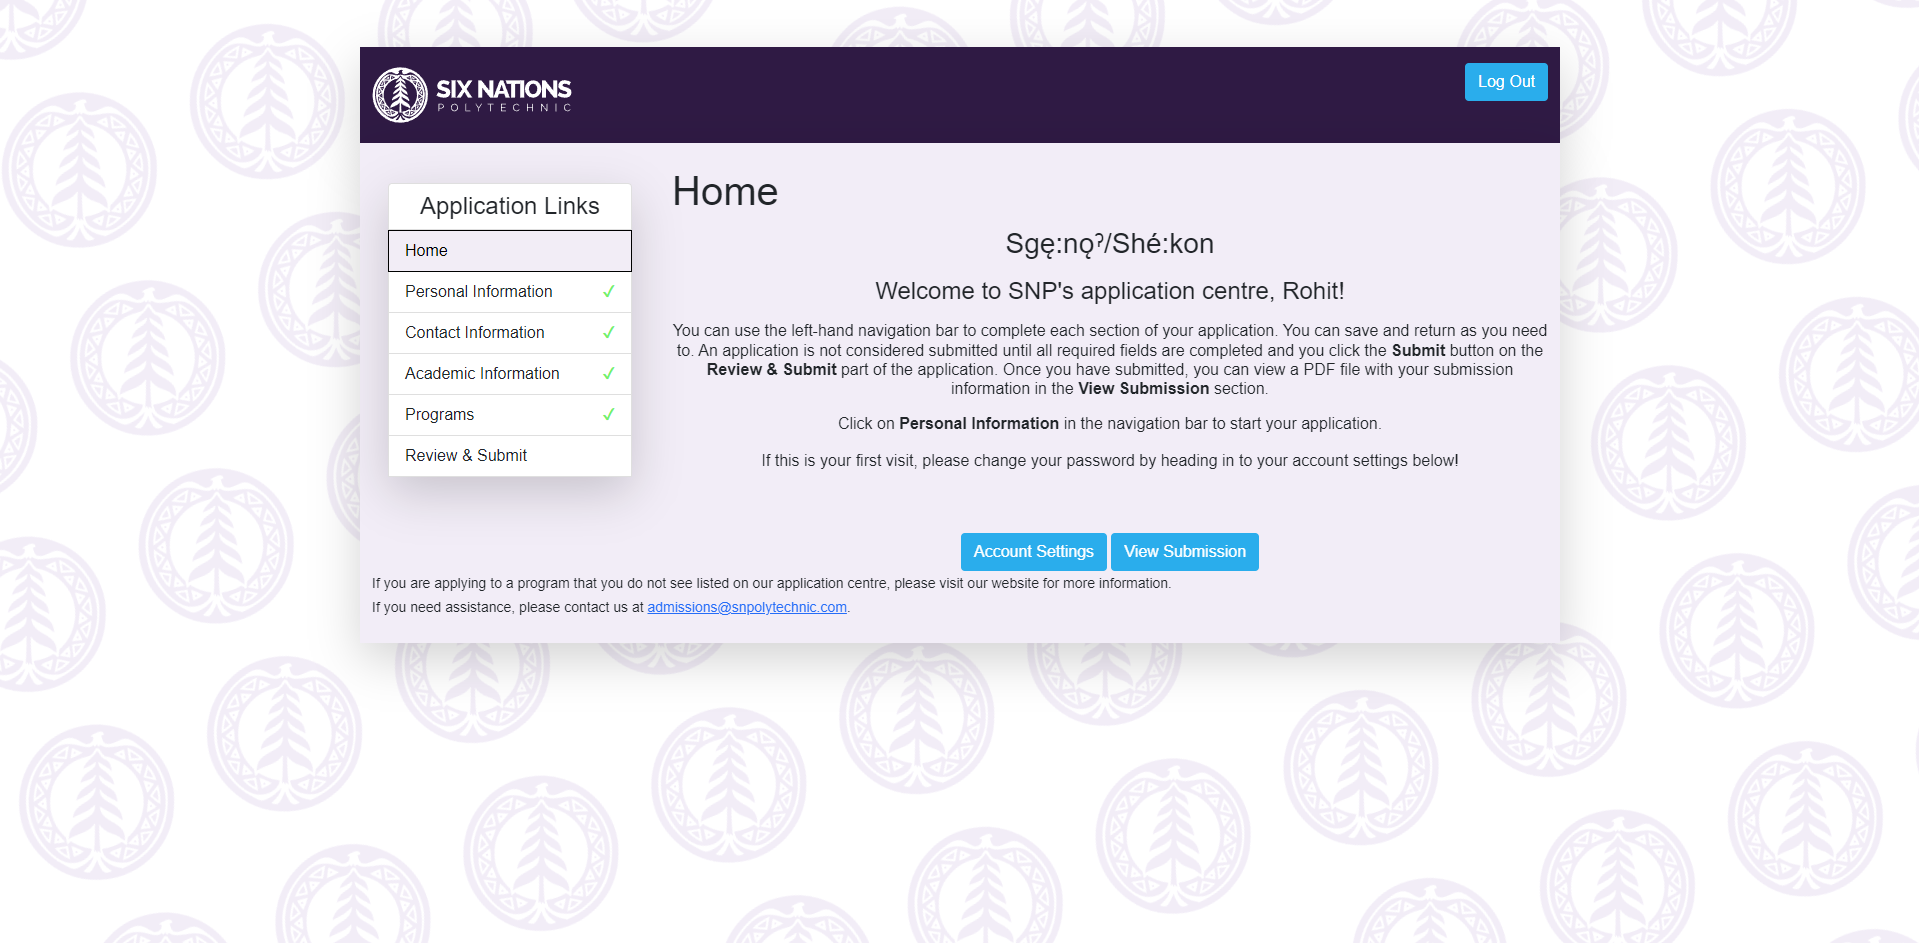 SIX NATIONS
POLYTECHNIC
Log Out
Application Links
Home
Personal Information ✓
Contact Information ✓
Academic Information ✓
Programs ✓
Review & Submit
Home
Sgę:nǫˀ/Shé:kon
Welcome to SNP's application centre, Rohit!
You can use the left-hand navigation bar to complete each section of your application. You can save and return as you need
to. An application is not considered submitted until all required fields are completed and you click the Submit button on the
Review & Submit part of the application. Once you have submitted, you can view a PDF file with your submission
information in the View Submission section.
Click on Personal Information in the navigation bar to start your application.
If this is your first visit, please change your password by heading in to your account settings below!
Account Settings
View Submission
If you are applying to a program that you do not see listed on our application centre, please visit our website for more information.
If you need assistance, please contact us at admissions@snpolytechnic.com.